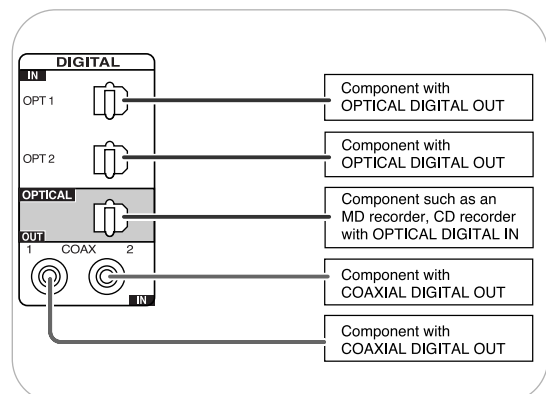 DIGITAL
IN
OPT 1
Component with
OPTICAL DIGITAL OUT
OPT 2
Component with
OPTICAL DIGITAL OUT
OPTICAL
OUT
Component such as an
MD recorder, CD recorder
with OPTICAL DIGITAL IN
1 COAX 2
IN
Component with
COAXIAL DIGITAL OUT
Component with
COAXIAL DIGITAL OUT